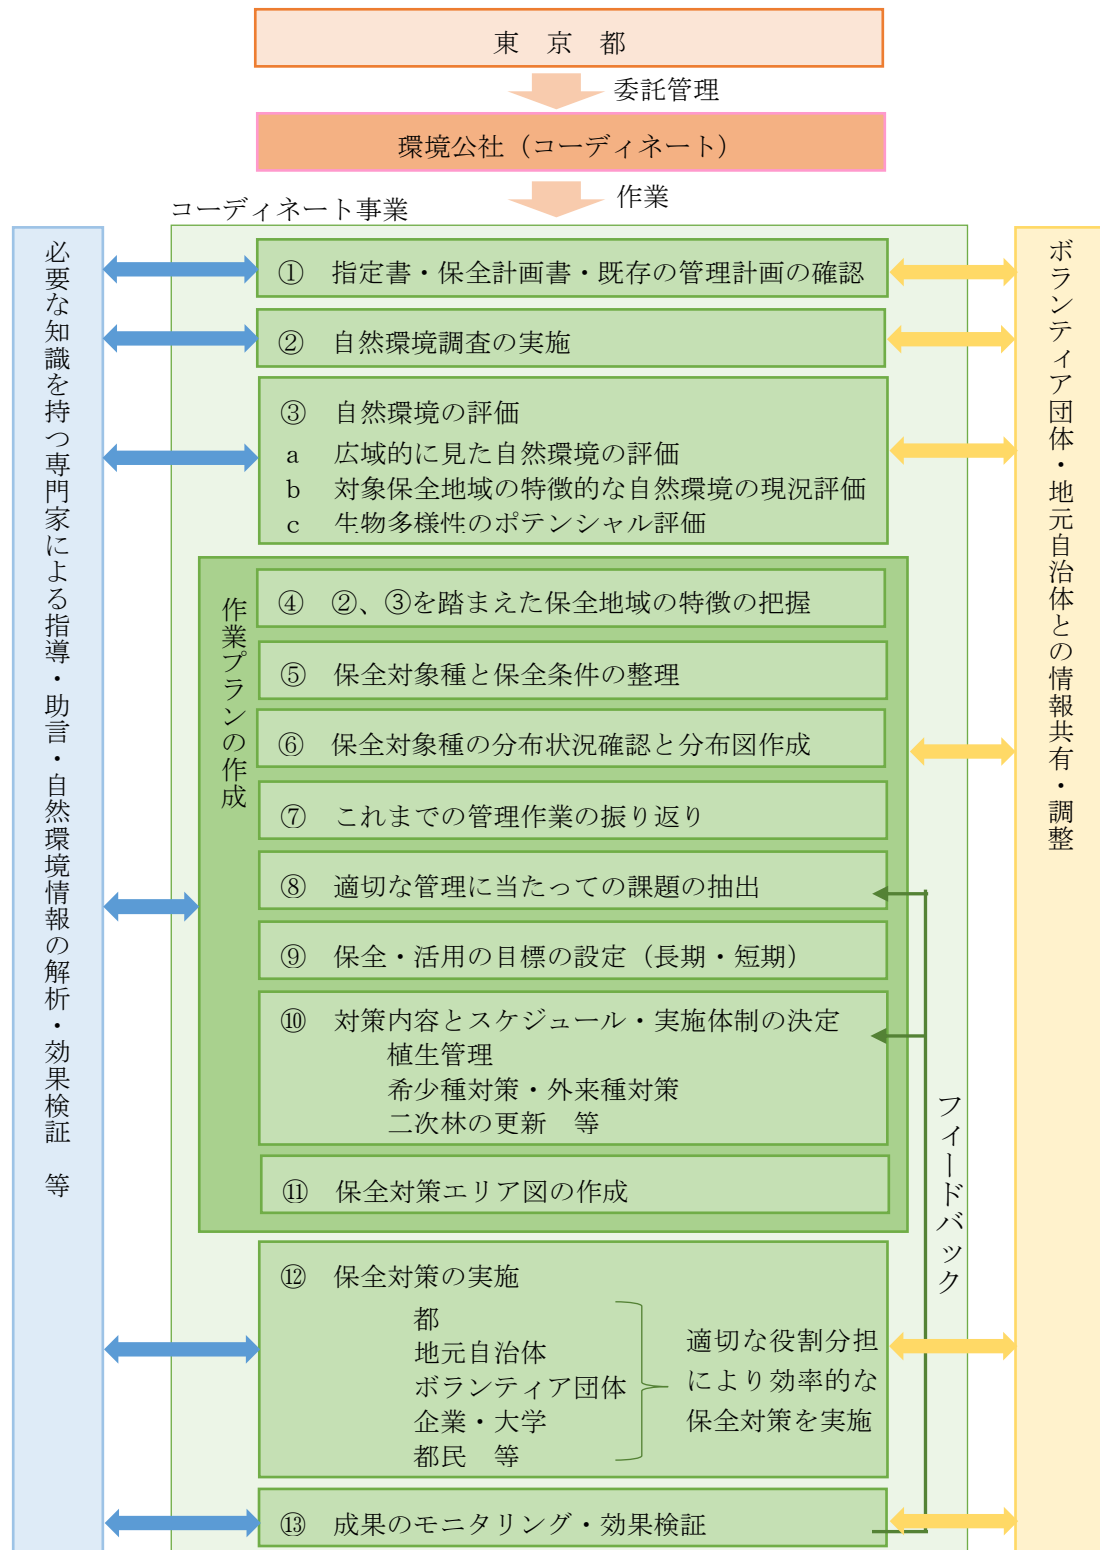 東　京　都
委託管理
環境公社（コーディネート）
作業
コーディネート事業
必要な知識を持つ専門家による指導・助言・自然環境情報の解析・効果検証　等
ボランティア団体・地元自治体との情報共有・調整
①　指定書・保全計画書・既存の管理計画の確認
②　自然環境調査の実施
③　自然環境の評価
a　広域的に見た自然環境の評価
b　対象保全地域の特徴的な自然環境の現況評価
c　生物多様性のポテンシャル評価
作業プランの作成
④　②、③を踏まえた保全地域の特徴の把握
⑤　保全対象種と保全条件の整理
⑥　保全対象種の分布状況確認と分布図作成
⑦　これまでの管理作業の振り返り
⑧　適切な管理に当たっての課題の抽出
⑨　保全・活用の目標の設定（長期・短期）
⑩　対策内容とスケジュール・実施体制の決定
植生管理
希少種対策・外来種対策
二次林の更新　等
⑪　保全対策エリア図の作成
フィードバック
⑫　保全対策の実施
都
地元自治体
ボランティア団体
企業・大学
都民　等
適切な役割分担
により効率的な
保全対策を実施
⑬　成果のモニタリング・効果検証